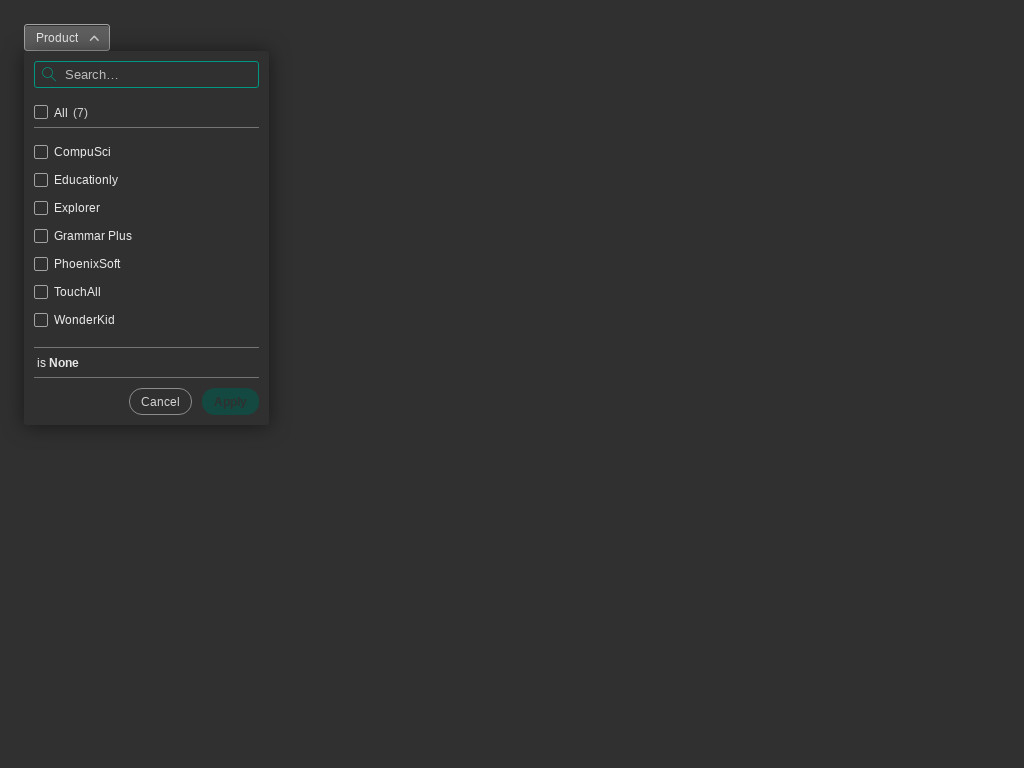 Product
Search...
All (7)
CompuSci
Educationly
Explorer
Grammar Plus
PhoenixSoft
TouchAll
WonderKid
is None
Cancel Apply